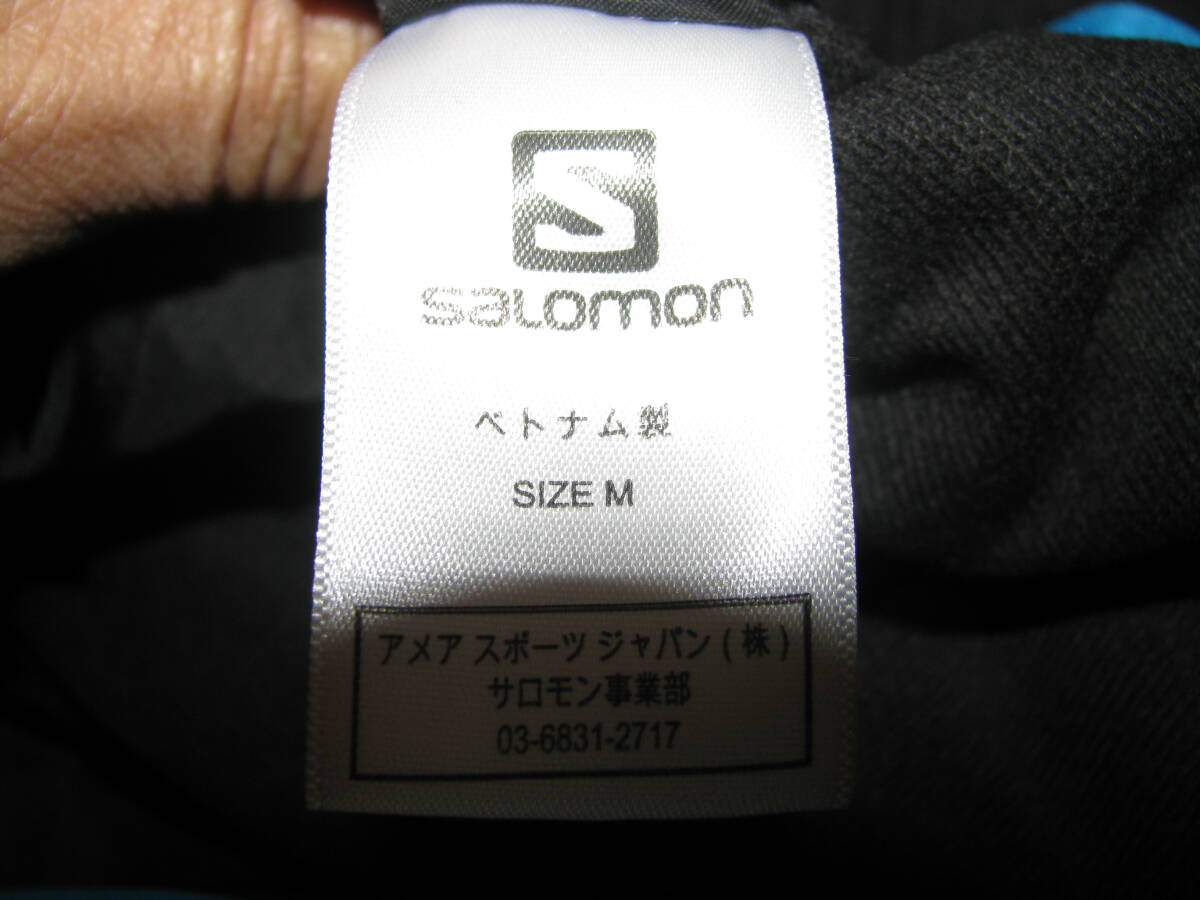 S
salomon
ベトナム製
SIZE M
アメア スポーツ ジャパン ( 株 )
サロモン事業部
03-6831-2717